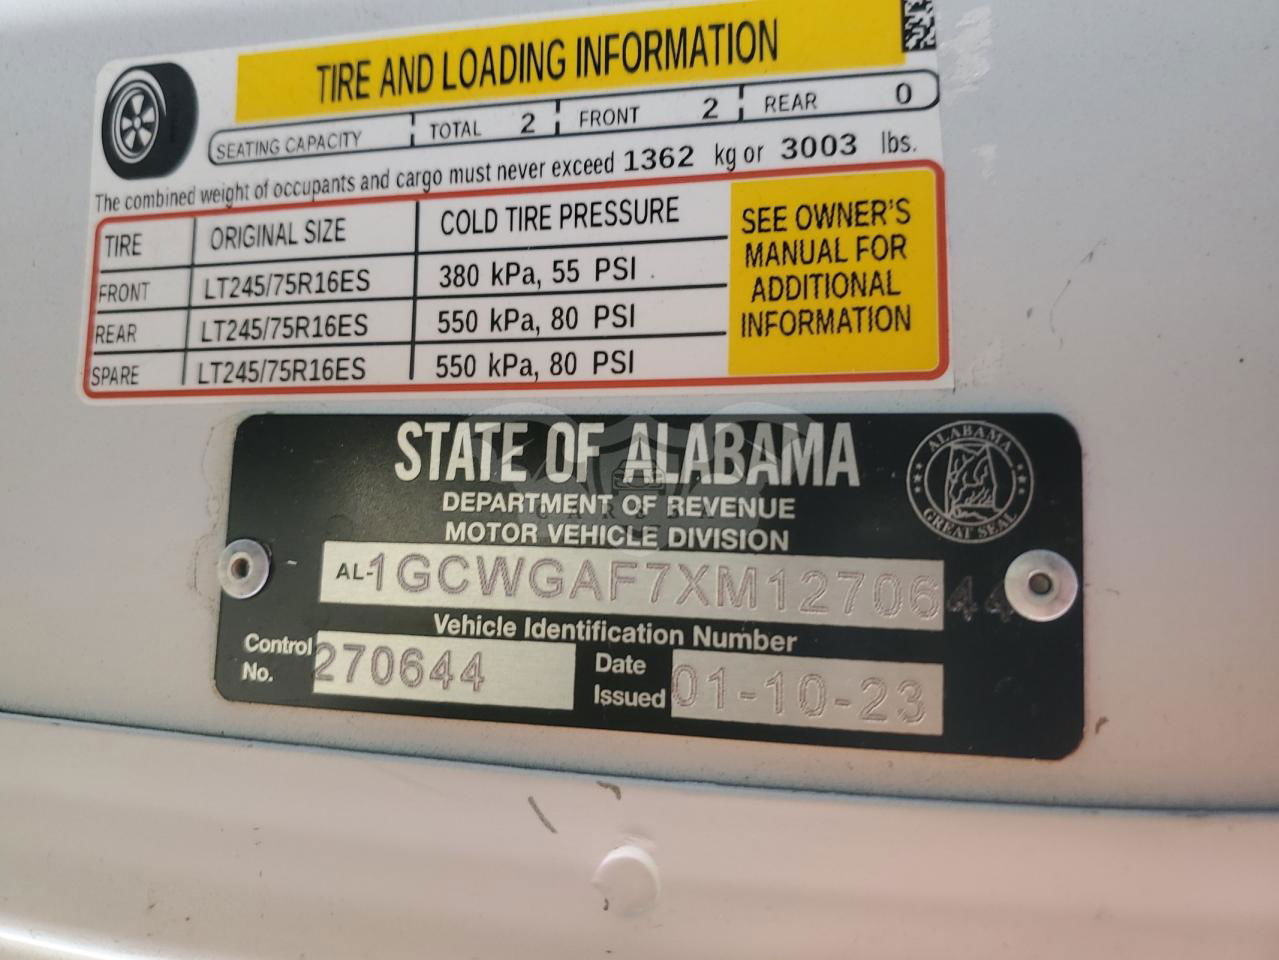 TIRE AND LOADING INFORMATION
SEATING CAPACITY TOTAL 2 FRONT 2 REAR 0
The combined weight of occupants and cargo must never exceed 1362 kg or 3003 lbs.
TIRE ORIGINAL SIZE COLD TIRE PRESSURE
FRONT LT245/75R16ES 380 kPa, 55 PSI
REAR LT245/75R16ES 550 kPa, 80 PSI
SPARE LT245/75R16ES 550 kPa, 80 PSI
SEE OWNER'S
MANUAL FOR
ADDITIONAL
INFORMATION
STATE OF ALABAMA
DEPARTMENT OF REVENUE
MOTOR VEHICLE DIVISION
ALABAMA
GREAT SEAL
AL-1GCWGAF7XM1270644
Vehicle Identification Number
Control
No. 270644
Date
Issued 01-10-23